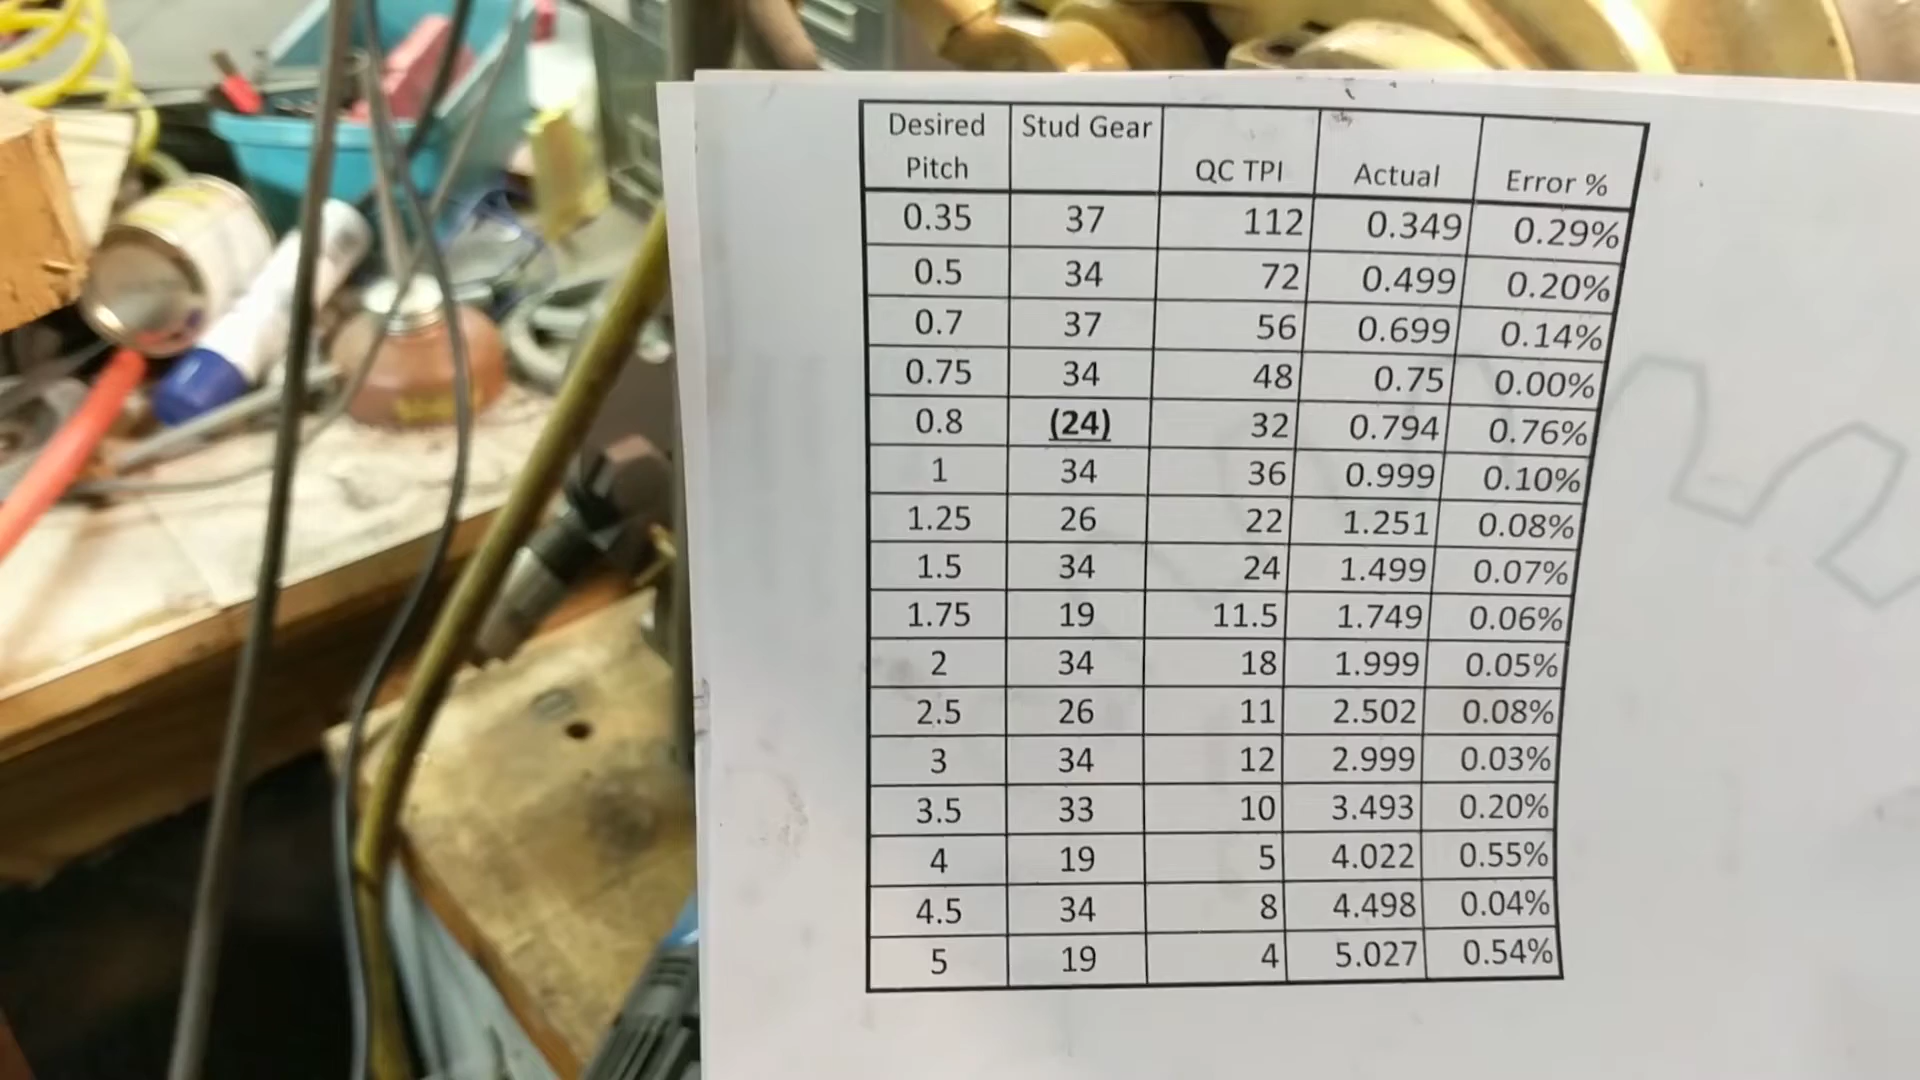 Desired Pitch Stud Gear QC TPI Actual Error %
0.35 37 112 0.349 0.29%
0.5 34 72 0.499 0.20%
0.7 37 56 0.699 0.14%
0.75 34 48 0.75 0.00%
0.8 (24) 32 0.794 0.76%
1 34 36 0.999 0.10%
1.25 26 22 1.251 0.08%
1.5 34 24 1.499 0.07%
1.75 19 11.5 1.749 0.06%
2 34 18 1.999 0.05%
2.5 26 11 2.502 0.08%
3 34 12 2.999 0.03%
3.5 33 10 3.493 0.20%
4 19 5 4.022 0.55%
4.5 34 8 4.498 0.04%
5 19 4 5.027 0.54%